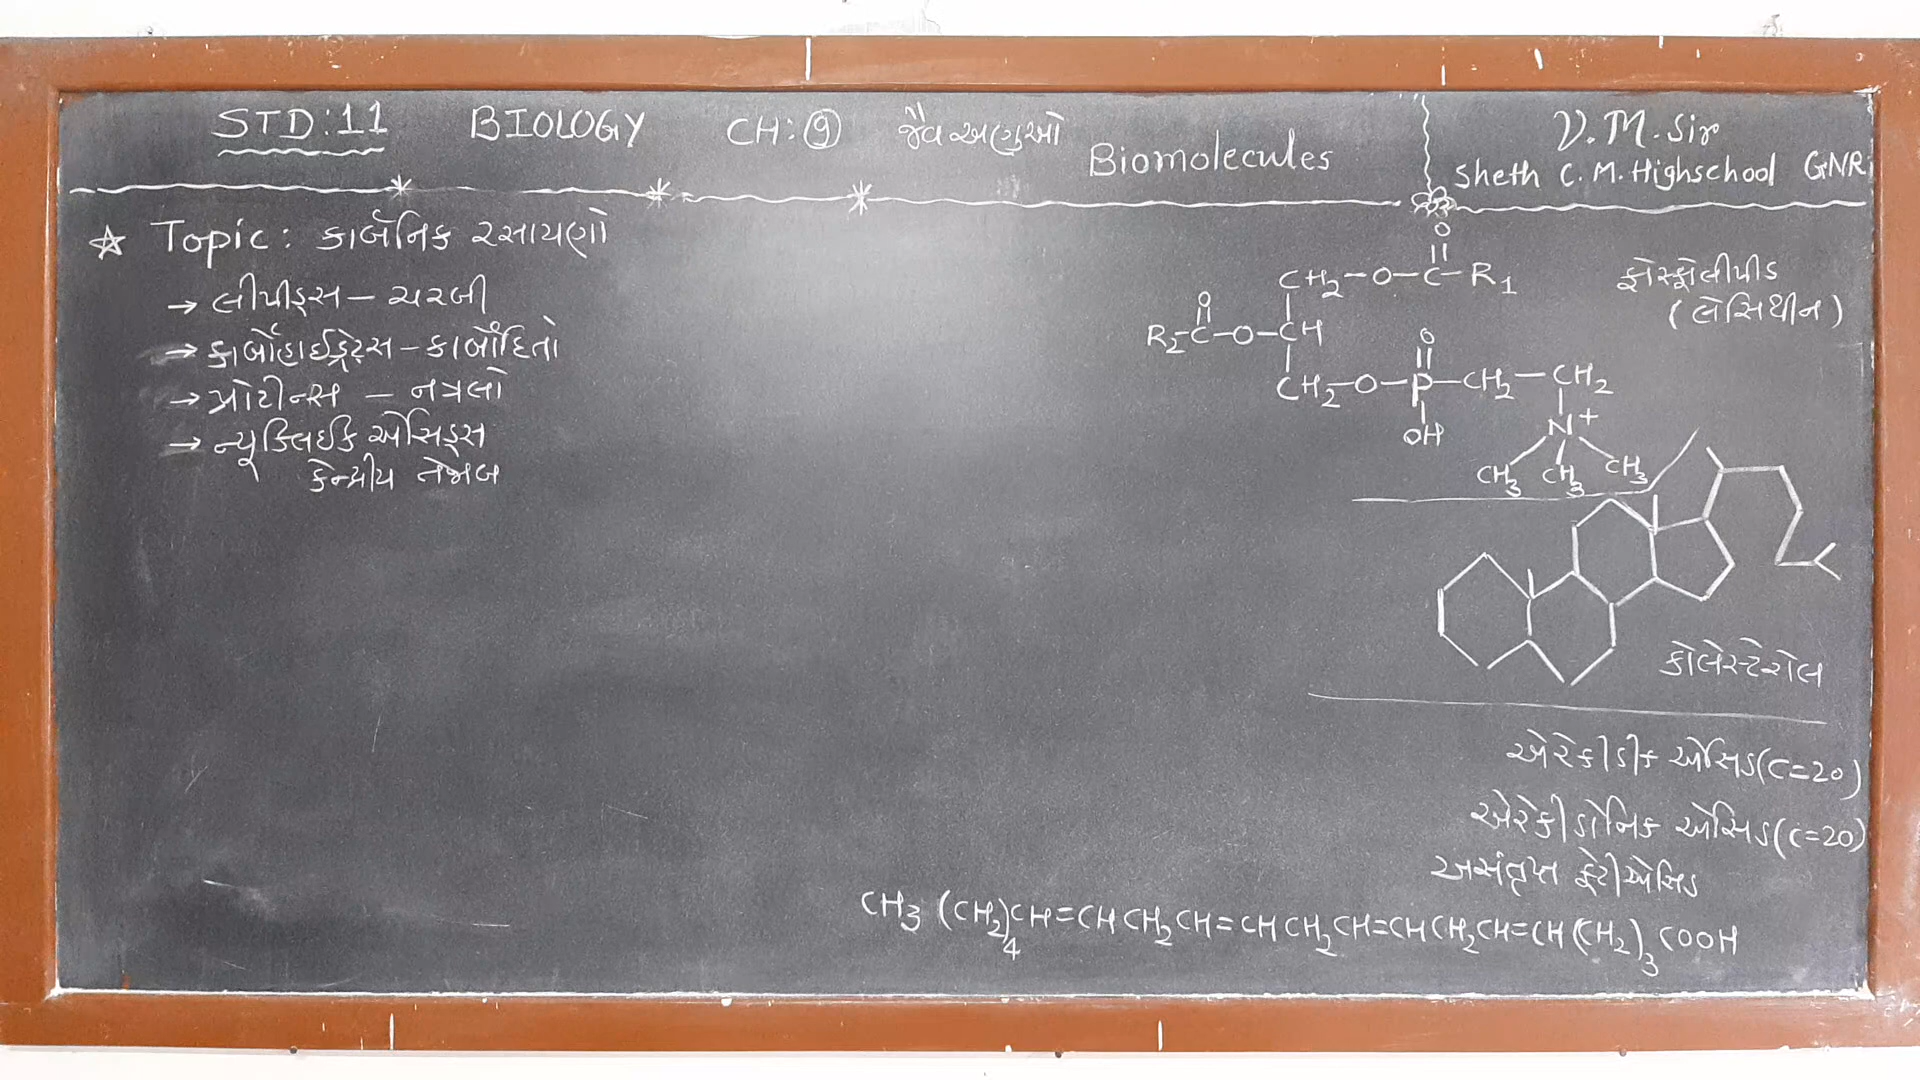 STD:11 BIOLOGY CH:9 જૈવ અણુઓ Biomolecules
V.M.Sir
Sheth C.M.Highschool GNR
☆ Topic: કાર્બનિક રસાયણો
→ લીપીડ્સ – ચરબી
→ કાર્બોહાઈડ્રેટ્સ – કાર્બોદિતો
→ પ્રોટીન્સ – નત્રલો
→ ન્યૂક્લિઈક એસિડ્સ
કેન્દ્રીય તેજાબ
O
CH2–O–C–R1
O
R2–C–O–CH
O
CH2–O–P–CH2–CH2
OH N+
CH3 CH3 CH3
ફોસ્ફોલીપીડ
(લેસિથીન)
કોલેસ્ટેરોલ
એરેકીડીક એસિડ(C=20)
એરેકીડોનિક એસિડ(C=20)
અસંતૃપ્ત ફેટીએસિડ
CH3(CH2)4CH=CHCH2CH=CHCH2CH=CHCH2CH=CH(CH2)3COOH